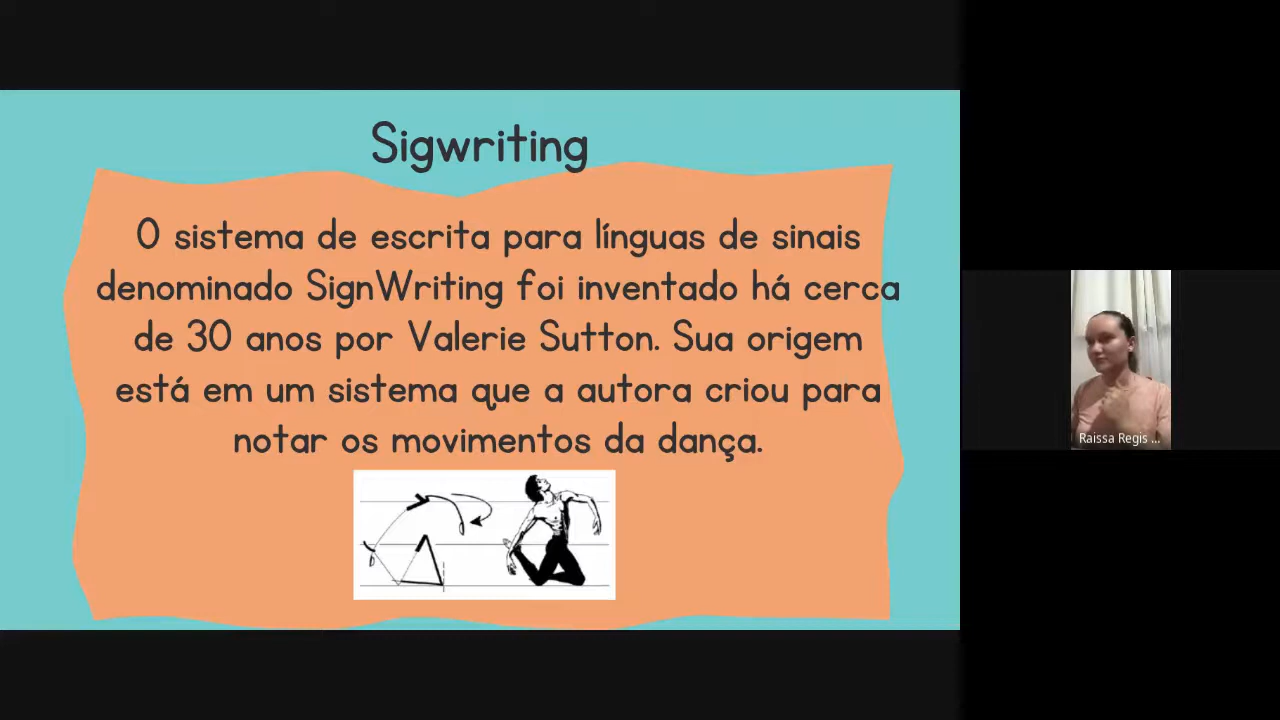 Sigwriting
O sistema de escrita para línguas de sinais
denominado SignWriting foi inventado há cerca
de 30 anos por Valerie Sutton. Sua origem
está em um sistema que a autora criou para
notar os movimentos da dança.
Raissa Regis ...